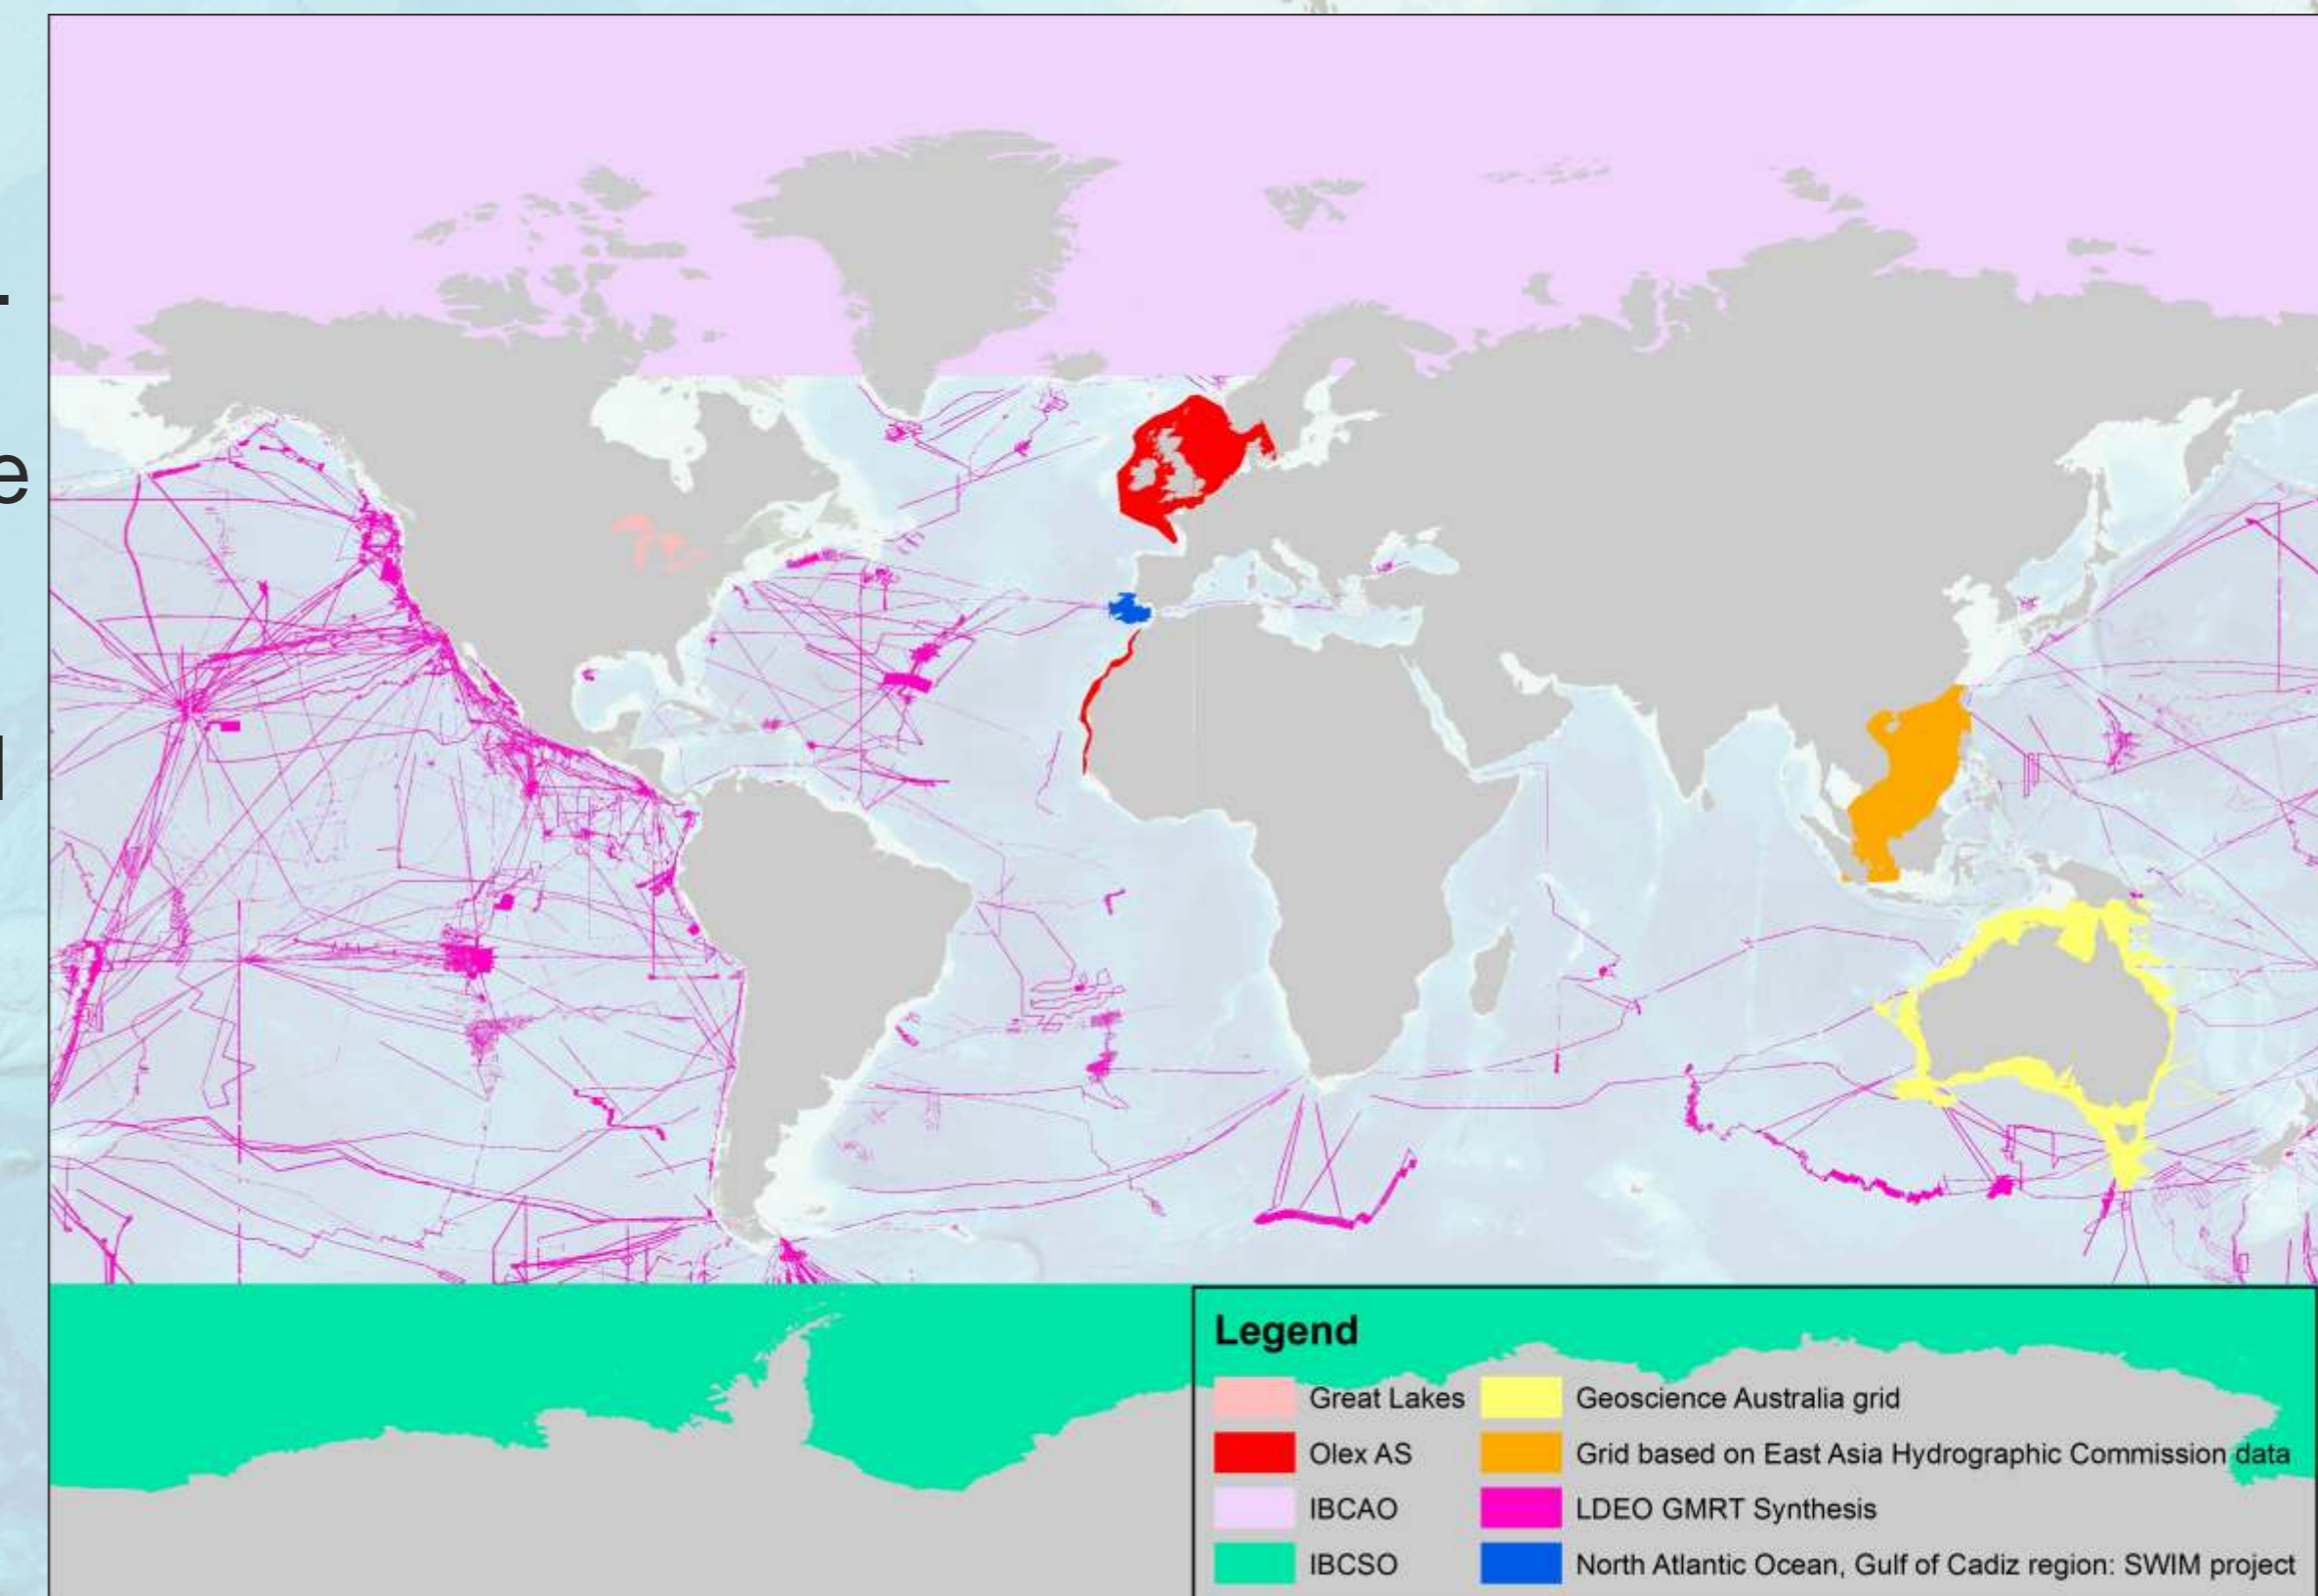 e
Legend
Great Lakes
Geoscience Australia grid
Olex AS
Grid based on East Asia Hydrographic Commission data
IBCAO
LDEO GMRT Synthesis
IBCSO
North Atlantic Ocean, Gulf of Cadiz region: SWIM project